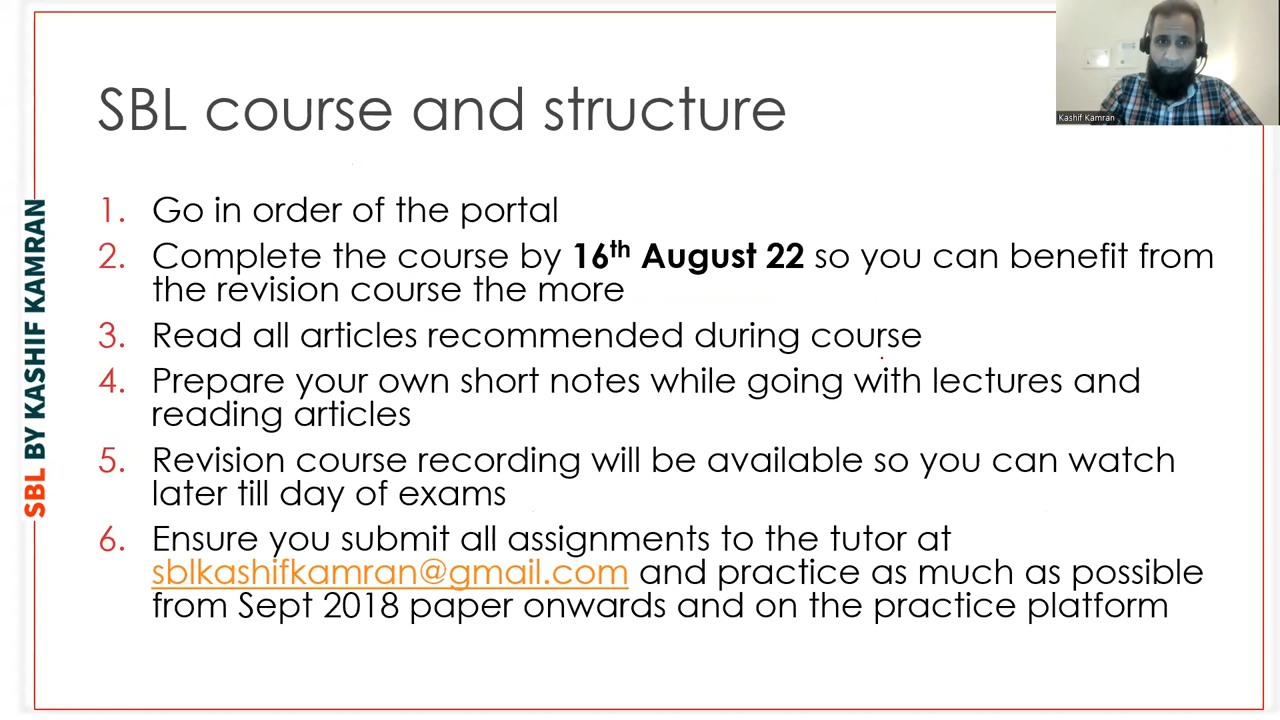 SBL course and structure
Kashif Kamran
SBL BY KASHIF KAMRAN
1. Go in order of the portal
2. Complete the course by 16th August 22 so you can benefit from
the revision course the more
3. Read all articles recommended during course
4. Prepare your own short notes while going with lectures and
reading articles
5. Revision course recording will be available so you can watch
later till day of exams
6. Ensure you submit all assignments to the tutor at
sblkashifkamran@gmail.com and practice as much as possible
from Sept 2018 paper onwards and on the practice platform